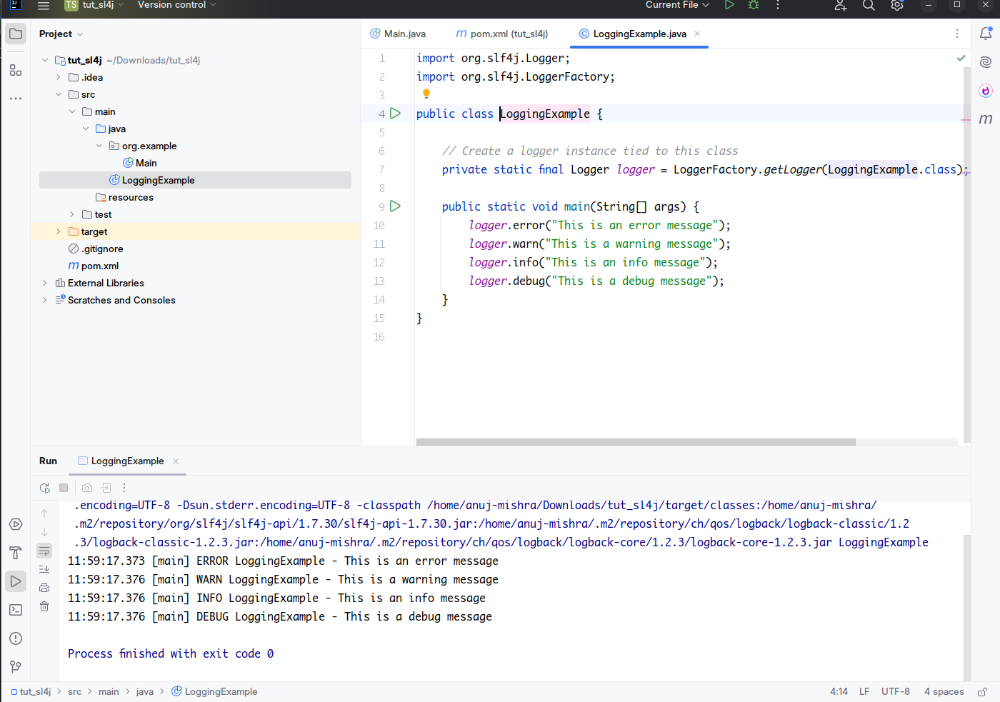 TS tut_sl4j Version control Current File
Project
tut_sl4j ~/Downloads/tut_sl4j
.idea
src
main
java
org.example
Main
LoggingExample
resources
test
target
.gitignore
pom.xml
External Libraries
Scratches and Consoles
Main.java pom.xml (tut_sl4j) LoggingExample.java
1 import org.slf4j.Logger;
2 import org.slf4j.LoggerFactory;
3
4 public class LoggingExample {
5
6 // Create a logger instance tied to this class
7 private static final Logger logger = LoggerFactory.getLogger(LoggingExample.class);
8
9 public static void main(String[] args) {
10 logger.error("This is an error message");
11 logger.warn("This is a warning message");
12 logger.info("This is an info message");
13 logger.debug("This is a debug message");
14 }
15 }
16
Run LoggingExample
.encoding=UTF-8 -Dsun.stderr.encoding=UTF-8 -classpath /home/anuj-mishra/Downloads/tut_sl4j/target/classes:/home/anuj-mishra/
.m2/repository/org/slf4j/slf4j-api/1.7.30/slf4j-api-1.7.30.jar:/home/anuj-mishra/.m2/repository/ch/qos/logback/logback-classic/1.2
.3/logback-classic-1.2.3.jar:/home/anuj-mishra/.m2/repository/ch/qos/logback/logback-core/1.2.3/logback-core-1.2.3.jar LoggingExample
11:59:17.373 [main] ERROR LoggingExample - This is an error message
11:59:17.376 [main] WARN LoggingExample - This is a warning message
11:59:17.376 [main] INFO LoggingExample - This is an info message
11:59:17.376 [main] DEBUG LoggingExample - This is a debug message
Process finished with exit code 0
tut_sl4j > src > main > java > LoggingExample 4:14 LF UTF-8 4 spaces